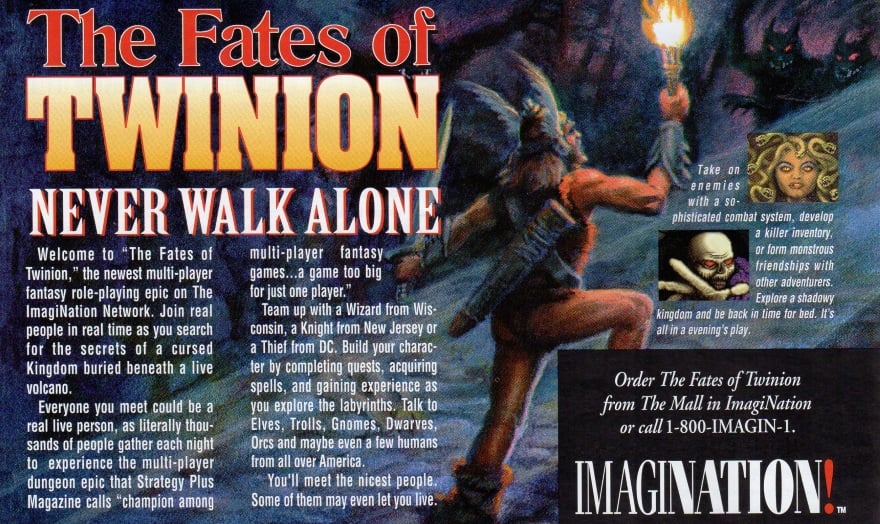 The Fates of
TWINION
NEVER WALK ALONE
Welcome to "The Fates of
Twinion," the newest multi-player
fantasy role-playing epic on The
ImagiNation Network. Join real
people in real time as you search
for the secrets of a cursed
Kingdom buried beneath a live
volcano.
Everyone you meet could be a
real live person, as literally thou-
sands of people gather each night
to experience the multi-player
dungeon epic that Strategy Plus
Magazine calls "champion among
multi-player fantasy
games...a game too big
for just one player."
Team up with a Wizard from Wis-
consin, a Knight from New Jersey or
a Thief from DC. Build your charac-
ter by completing quests, acquiring
spells, and gaining experience as
you explore the labyrinths. Talk to
Elves, Trolls, Gnomes, Dwarves,
Orcs and maybe even a few humans
from all over America.
You'll meet the nicest people.
Some of them may even let you live.
Take on
enemies
with a so-
phisticated combat system, develop
a killer inventory,
or form monstrous
friendships with
other adventurers.
Explore a shadowy
kingdom and be back in time for bed. It's
all in a evening's play.
Order The Fates of Twinion
from The Mall in ImagiNation
or call 1-800-IMAGIN-1.
IMAGINATION!™